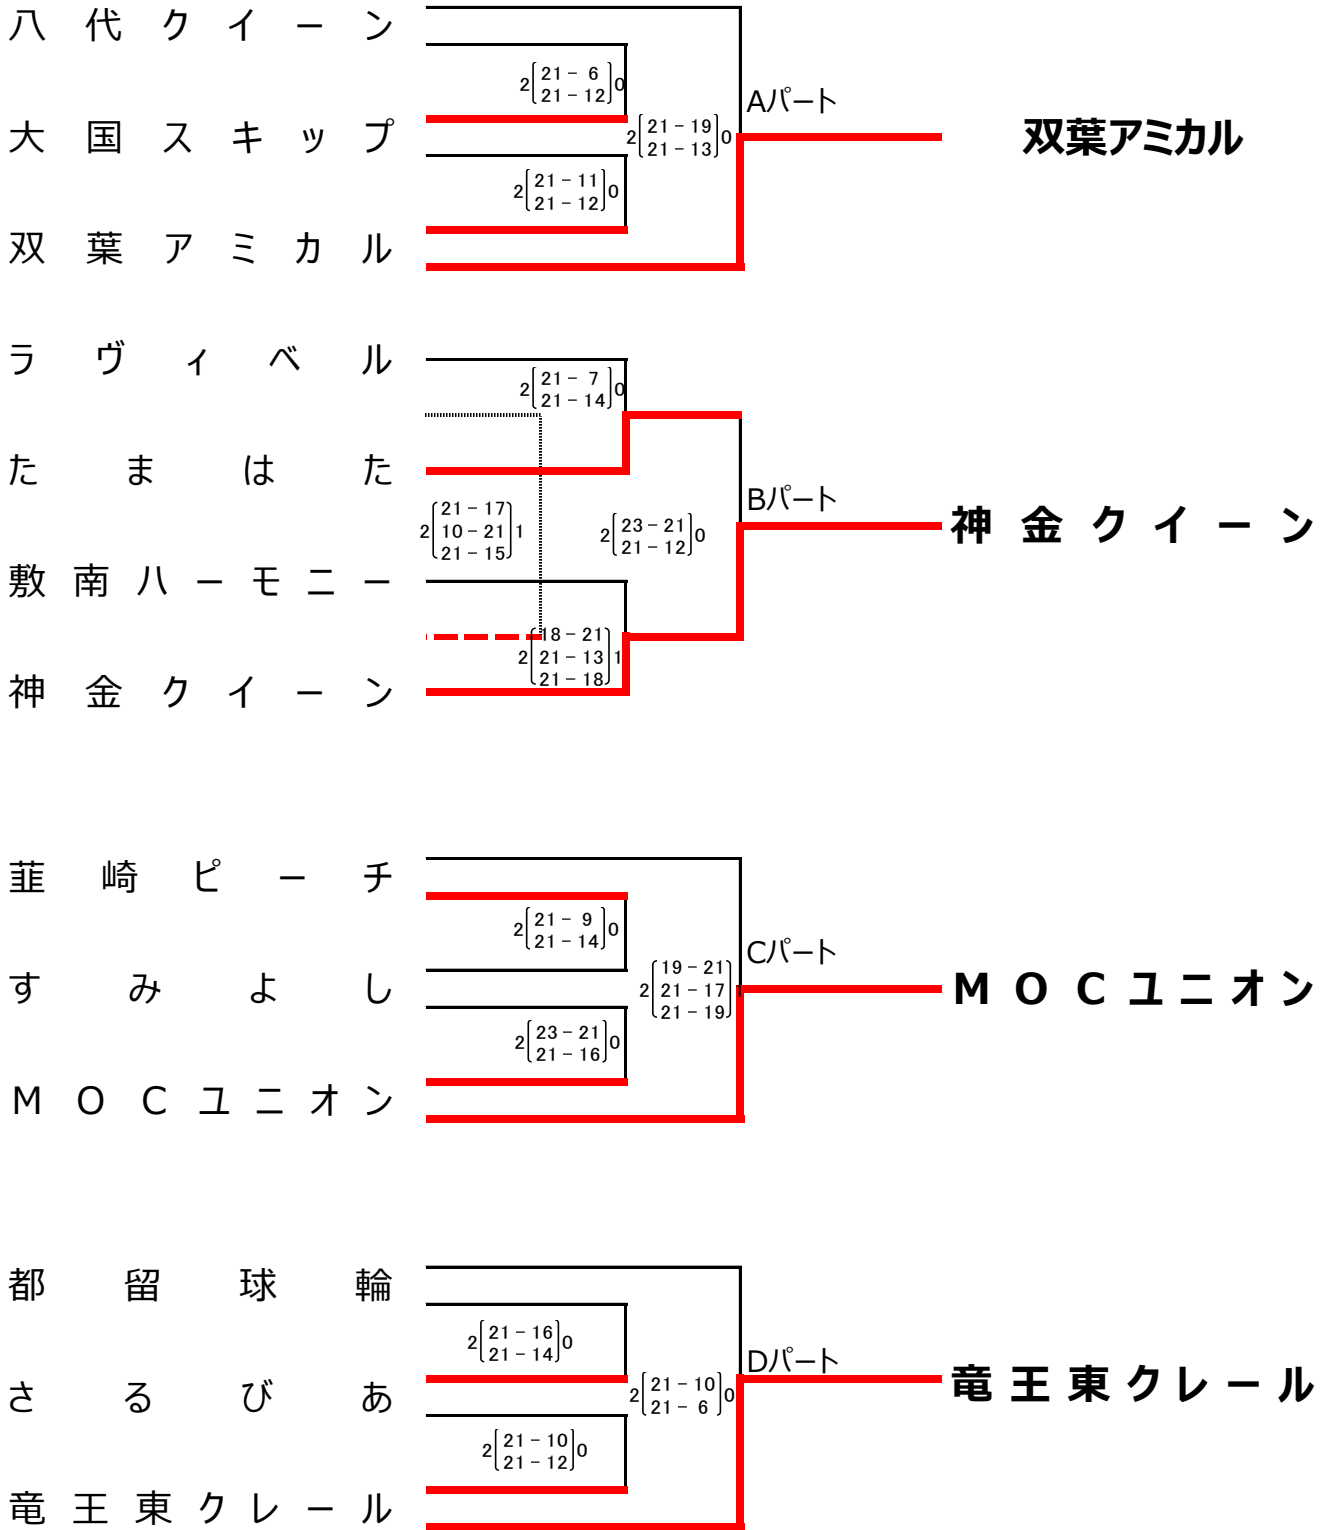 八代クイーン
2 21 − 6 0
21 − 12
Aパート
大国スキップ
2 21 − 19 0
21 − 13
双葉アミカル
2 21 − 11 0
21 − 12
双葉アミカル
ラヴィベル
2 21 − 7 0
21 − 14
たまはた
Bパート
2 21 − 17 1
10 − 21
21 − 15
2 23 − 21 0
21 − 12
神金クイーン
敷南ハーモニー
2 18 − 21 1
21 − 13
21 − 18
神金クイーン
韮崎ピーチ
2 21 − 9 0
21 − 14
Cパート
すみよし
2 19 − 21 1
21 − 17
21 − 19
MOCユニオン
2 23 − 21 0
21 − 16
MOCユニオン
都留球輪
2 21 − 16 0
21 − 14
Dパート
さるびあ
2 21 − 10 0
21 − 6
竜王東クレール
2 21 − 10 0
21 − 12
竜王東クレール